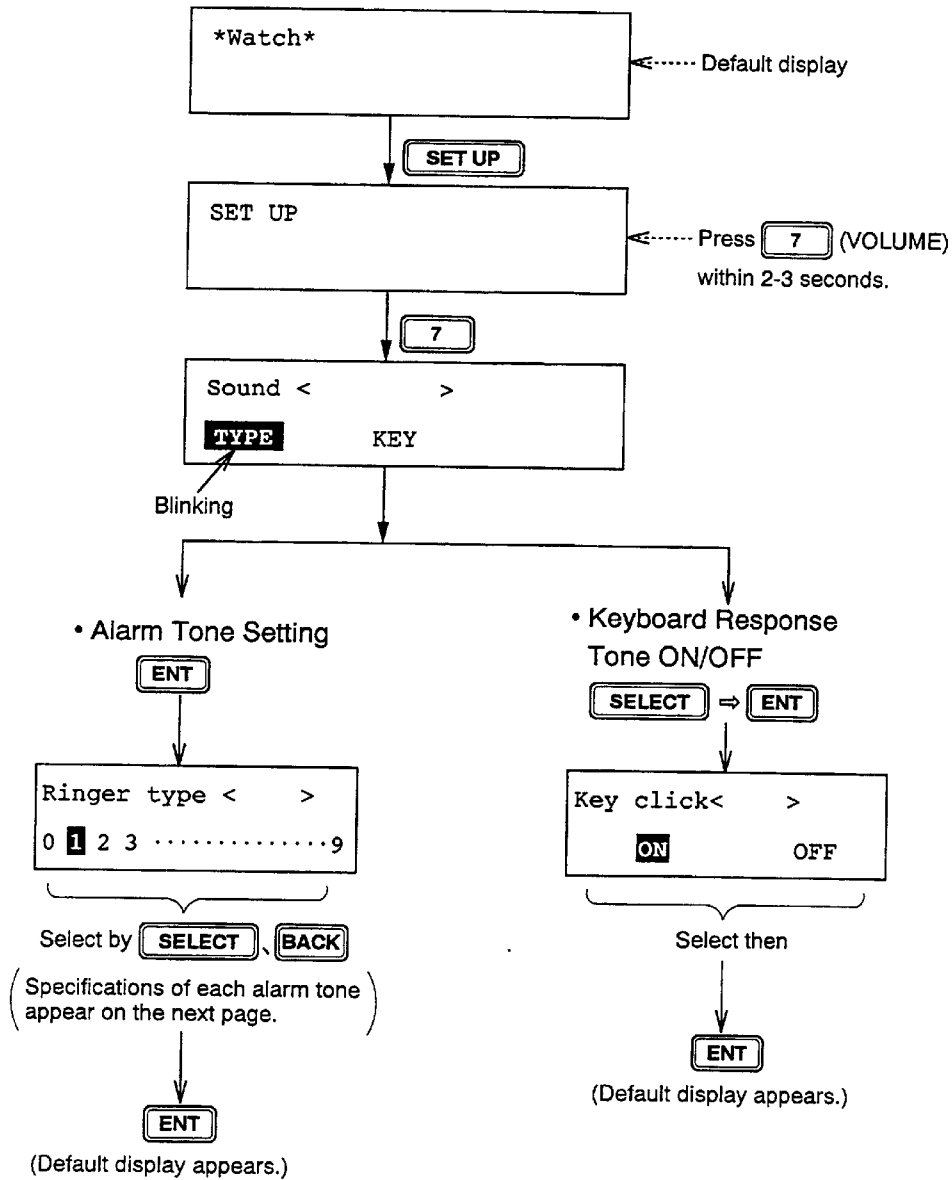 *Watch*
Default display
SET UP
SET UP
Press 7 (VOLUME)
within 2-3 seconds.
7
Sound < >
TYPE KEY
Blinking
• Alarm Tone Setting
ENT
Ringer type < >
0 1 2 3 ··············9
Select by SELECT、BACK
(Specifications of each alarm tone
appear on the next page.)
ENT
(Default display appears.)
• Keyboard Response
Tone ON/OFF
SELECT ⇒ ENT
Key click< >
ON OFF
Select then
ENT
(Default display appears.)